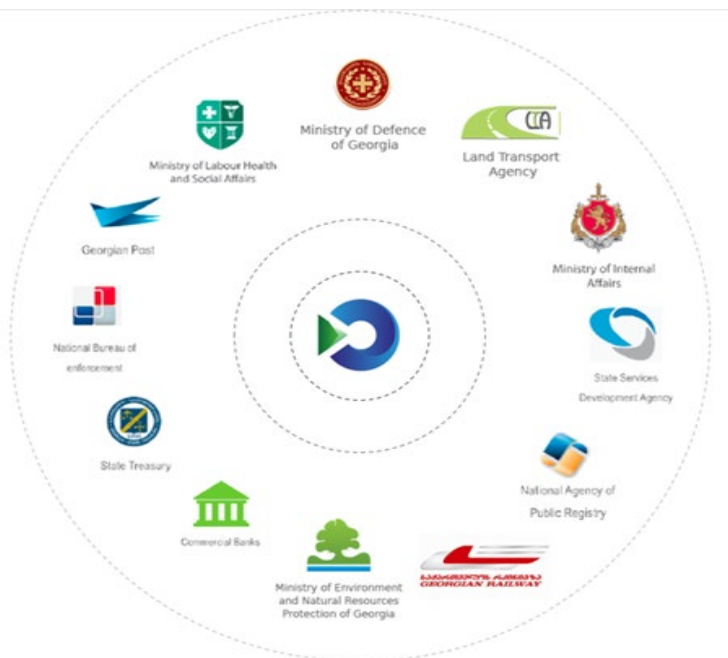 Ministry of Defence
of Georgia
Land Transport
Agency
LTA
Ministry of Internal
Affairs
State Services
Development Agency
National Agency of
Public Registry
GEORGIAN RAILWAY
Ministry of Environment
and Natural Resources
Protection of Georgia
Commercial Banks
State Treasury
National Bureau of
enforcement
Georgian Post
Ministry of Labour Health
and Social Affairs